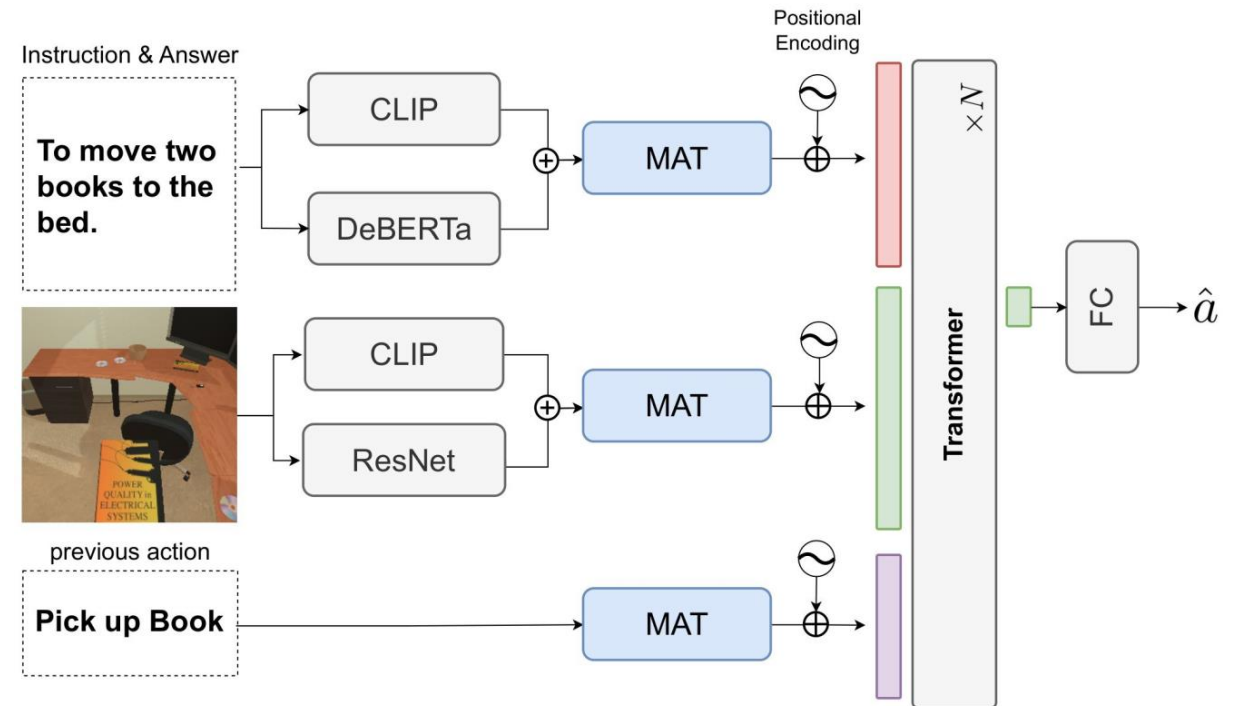 Positional
Encoding
Instruction & Answer
To move two
books to the
bed.
CLIP
DeBERTa
MAT
×N
CLIP
ResNet
MAT
POWER
QUALITY in
ELECTRICAL
SYSTEMS
Transformer
FC
â
previous action
Pick up Book
MAT